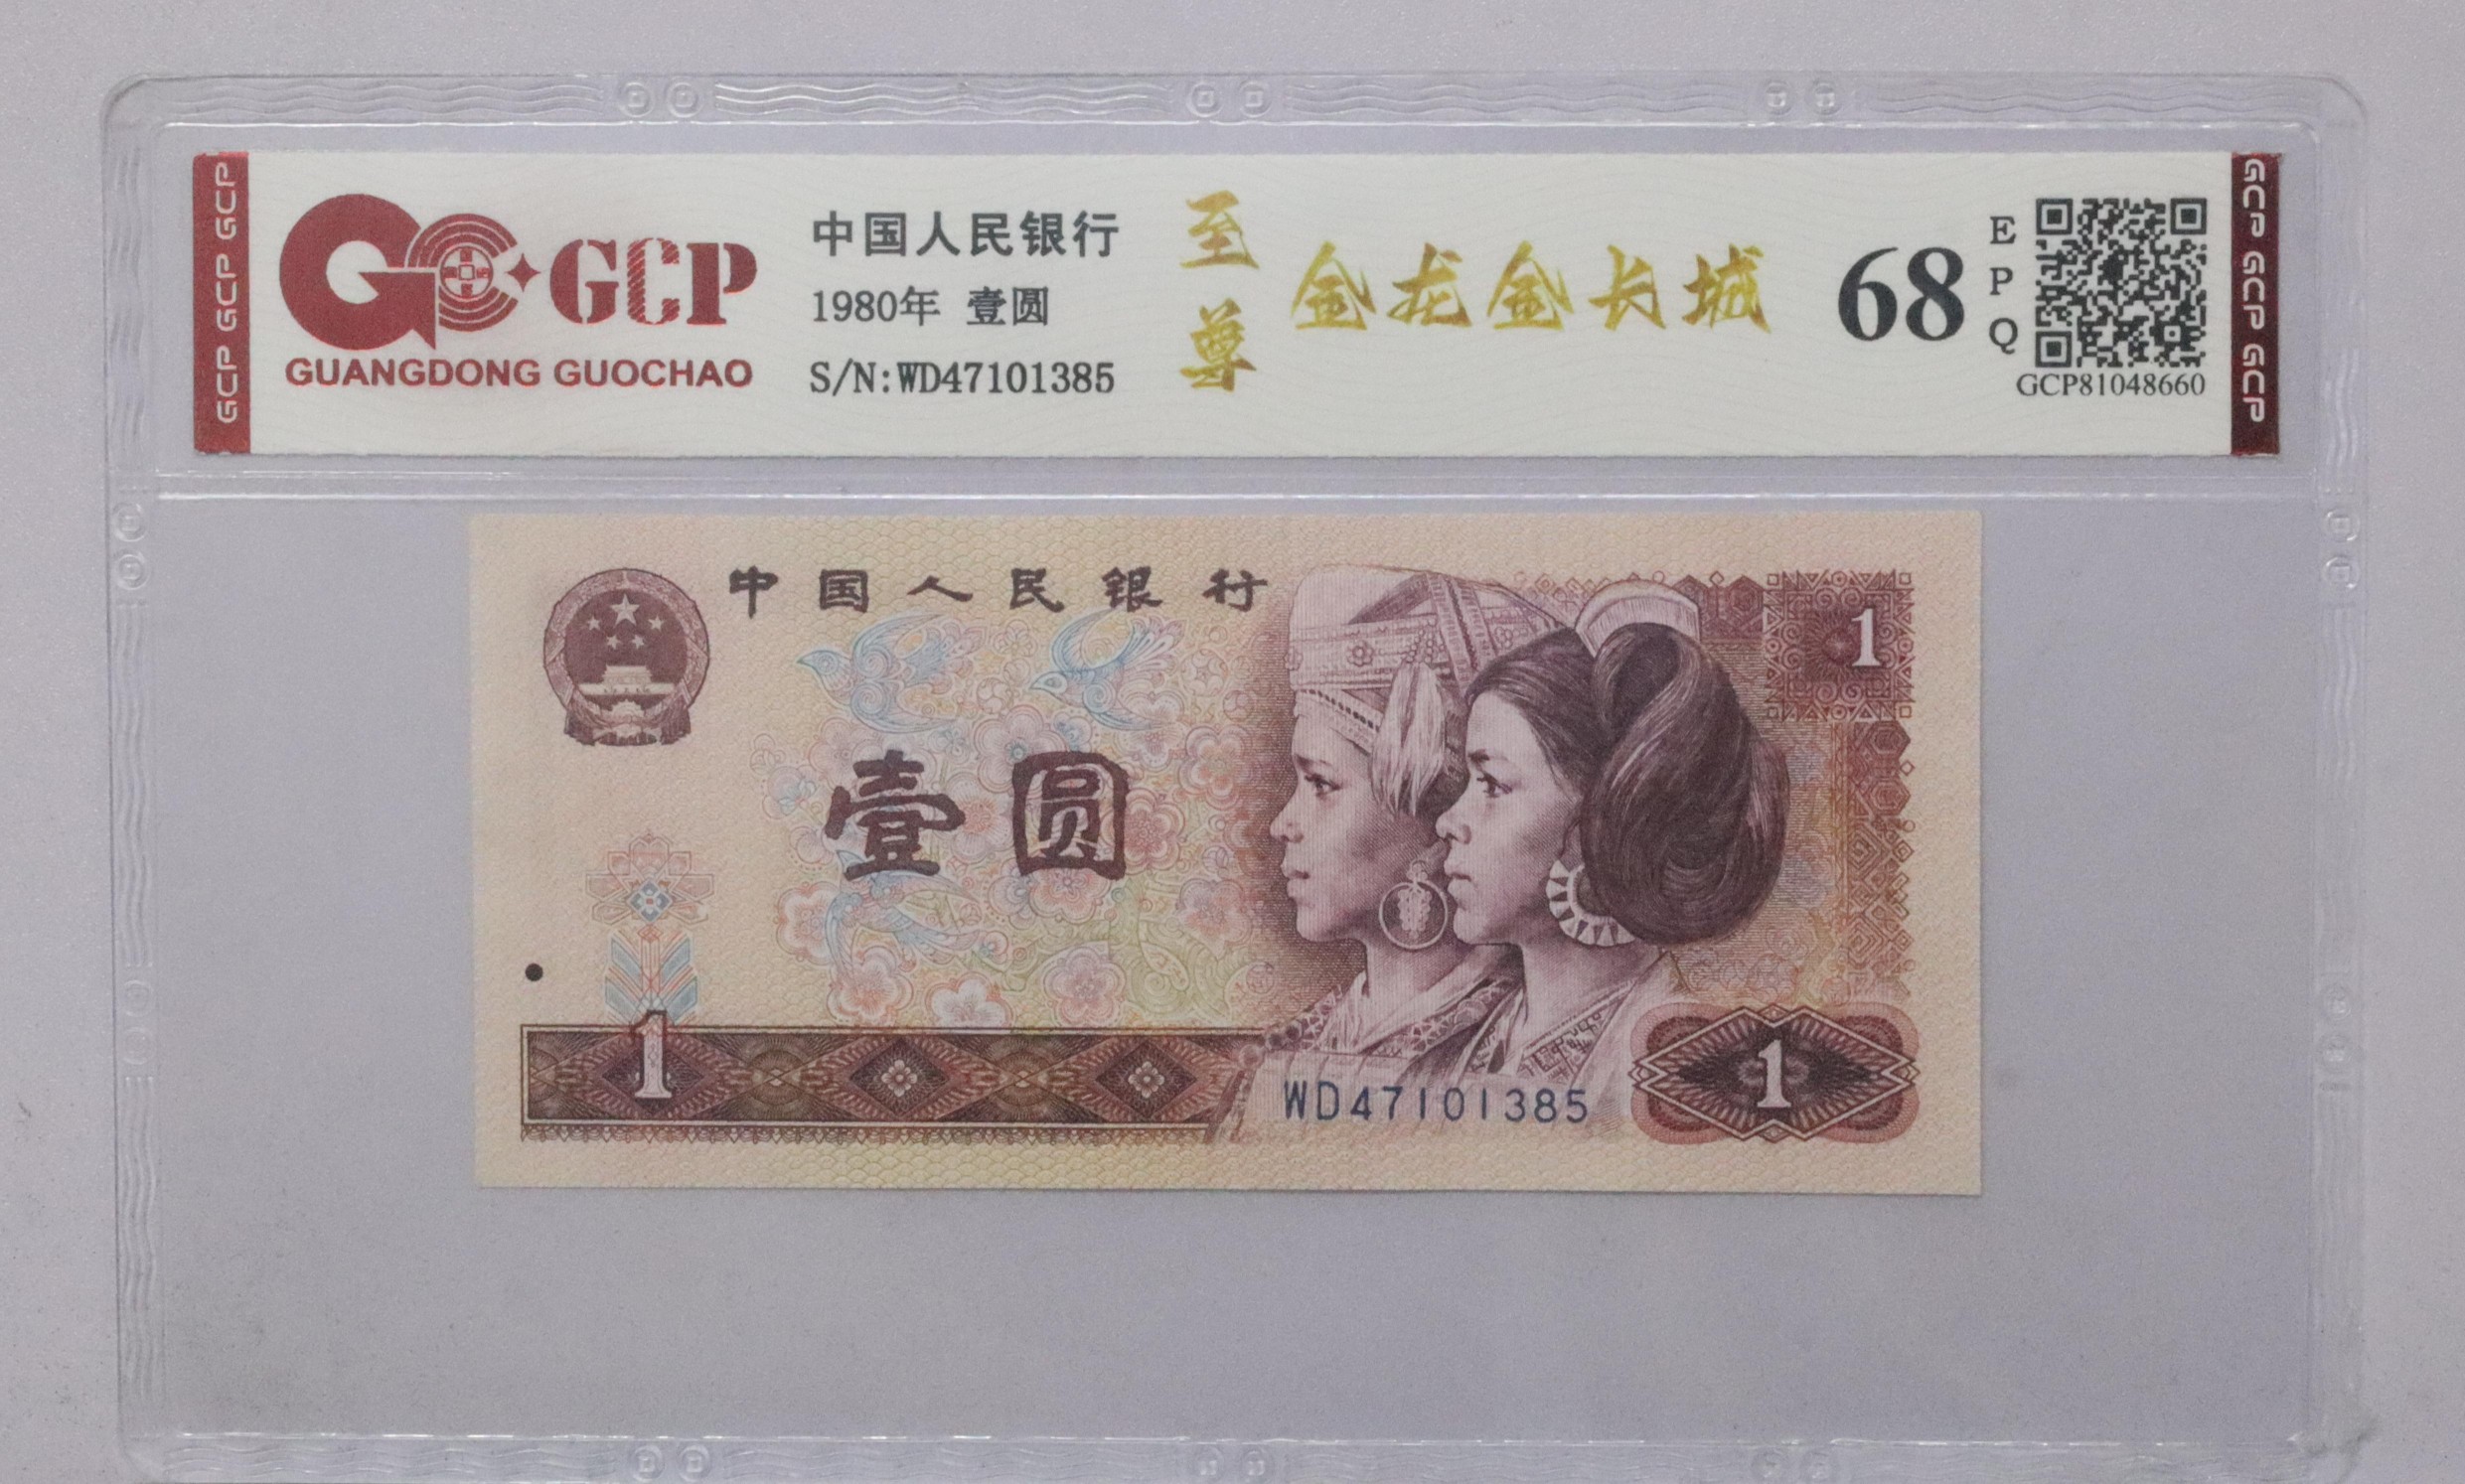 GCP GCP GCP
GCP
GUANGDONG GUOCHAO
中国人民银行
1980年 壹圆
S/N:WD47101385
至尊
金龙金长城
68
EPQ
GCP81048660
GCP GCP GCP
中国人民银行
壹圆
1
1
WD47101385
1